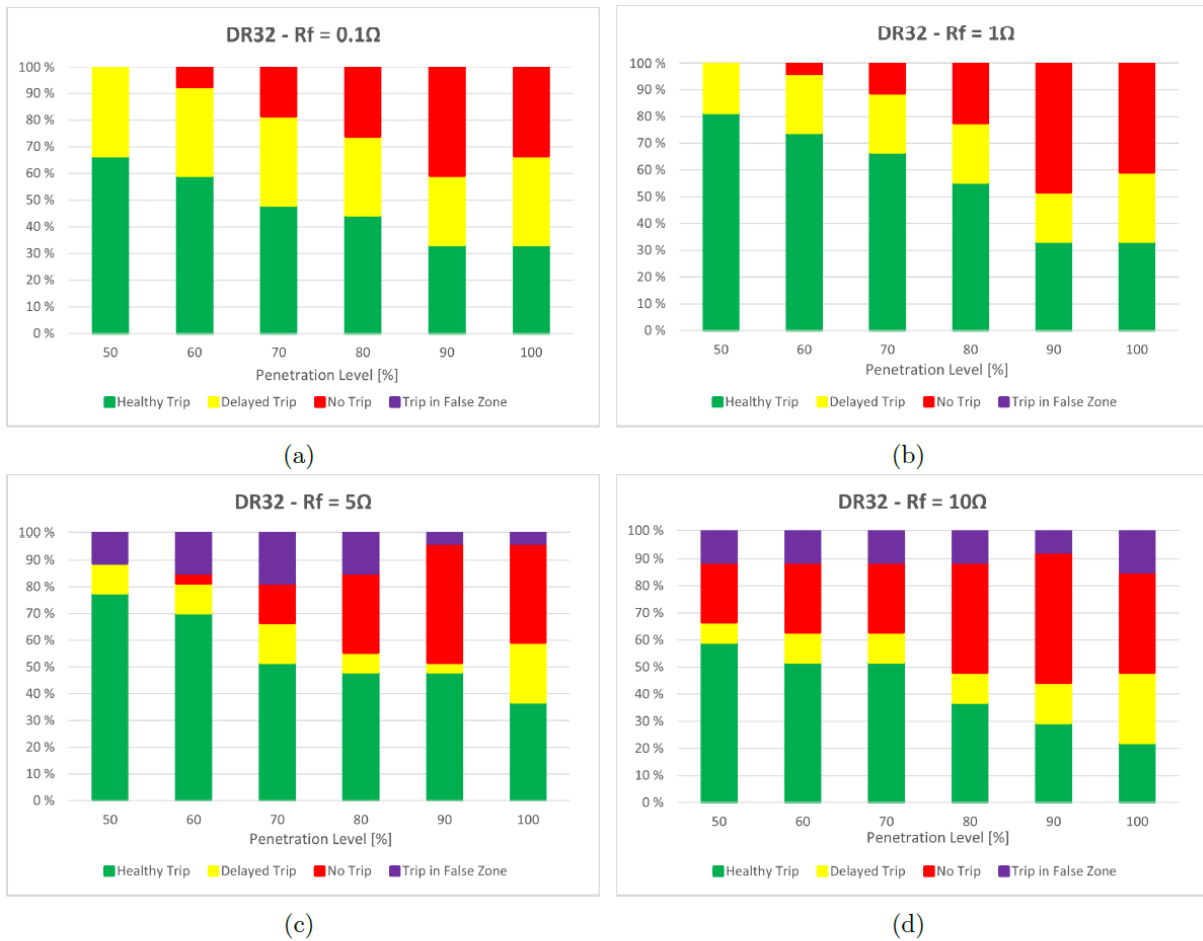 DR32 - Rf = 0.1Ω
100 %
90 %
80 %
70 %
60 %
50 %
40 %
30 %
20 %
10 %
0 %
50 60 70 80 90 100
Penetration Level [%]
Healthy Trip Delayed Trip No Trip Trip in False Zone
(a)
DR32 - Rf = 1Ω
100 %
90 %
80 %
70 %
60 %
50 %
40 %
30 %
20 %
10 %
0 %
50 60 70 80 90 100
Penetration Level [%]
Healthy Trip Delayed Trip No Trip Trip in False Zone
(b)
DR32 - Rf = 5Ω
100 %
90 %
80 %
70 %
60 %
50 %
40 %
30 %
20 %
10 %
0 %
50 60 70 80 90 100
Penetration Level [%]
Healthy Trip Delayed Trip No Trip Trip in False Zone
(c)
DR32 - Rf = 10Ω
100 %
90 %
80 %
70 %
60 %
50 %
40 %
30 %
20 %
10 %
0 %
50 60 70 80 90 100
Penetration Level [%]
Healthy Trip Delayed Trip No Trip Trip in False Zone
(d)